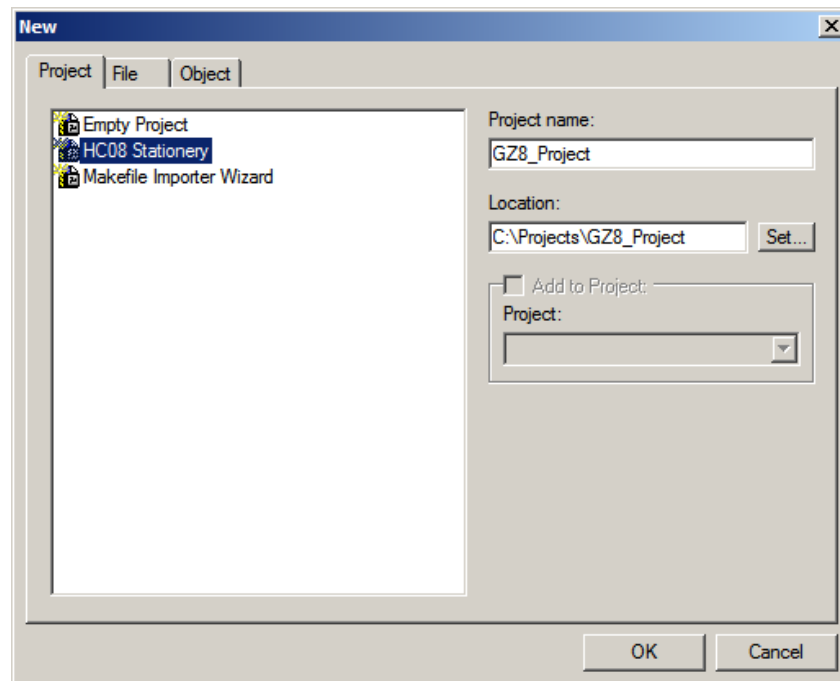 New
Project File Object
Empty Project
HC08 Stationery
Makefile Importer Wizard
Project name:
GZ8_Project
Location:
C:\Projects\GZ8_Project Set...
Add to Project:
Project:
OK Cancel